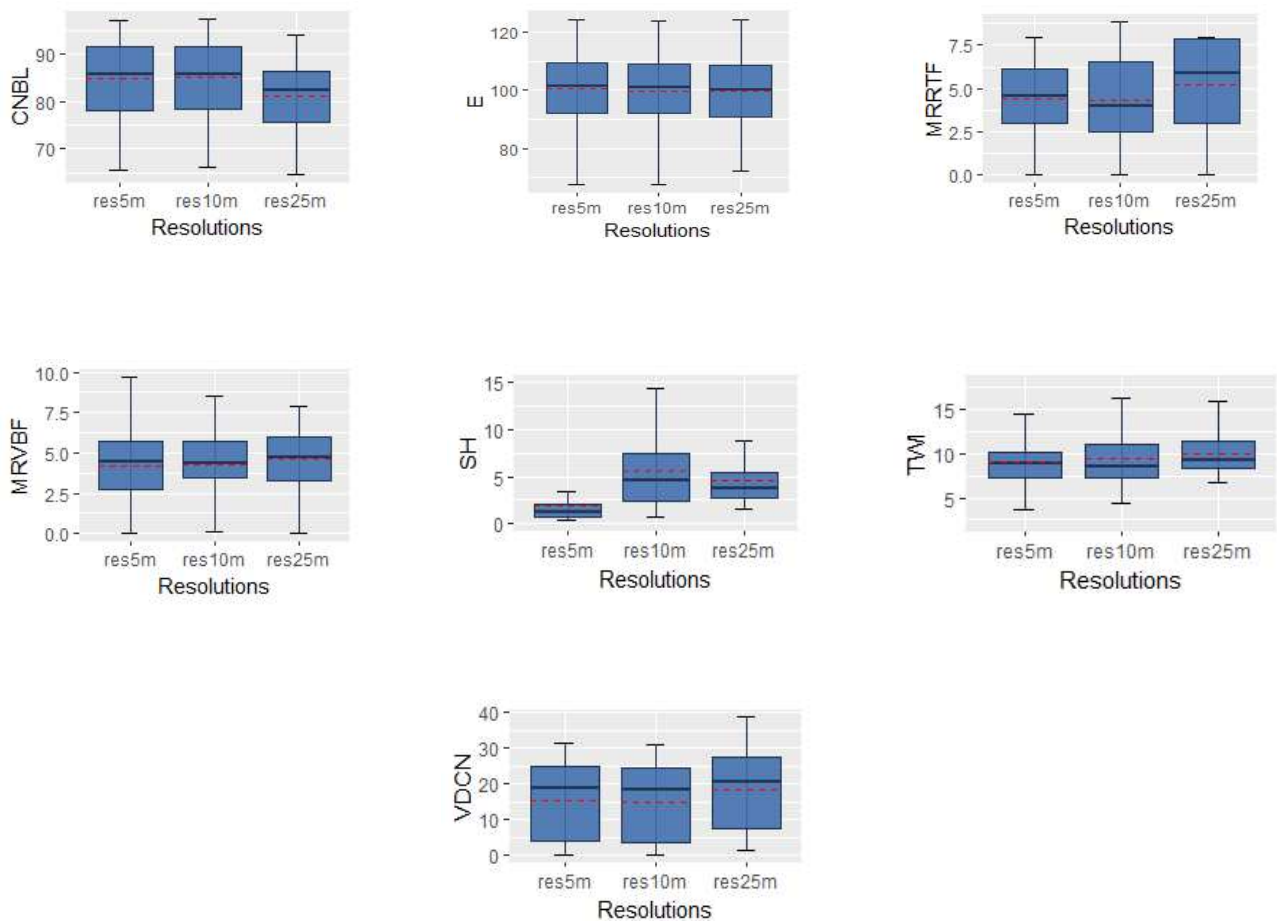 CNBL
90
80
70
res5m res10m res25m
Resolutions
E
120
100
80
res5m res10m res25m
Resolutions
MRRTF
7.5
5.0
2.5
0.0
res5m res10m res25m
Resolutions
MRVBF
10.0
7.5
5.0
2.5
0.0
res5m res10m res25m
Resolutions
SH
15
10
5
0
res5m res10m res25m
Resolutions
TWI
15
10
5
res5m res10m res25m
Resolutions
VDCN
40
30
20
10
0
res5m res10m res25m
Resolutions